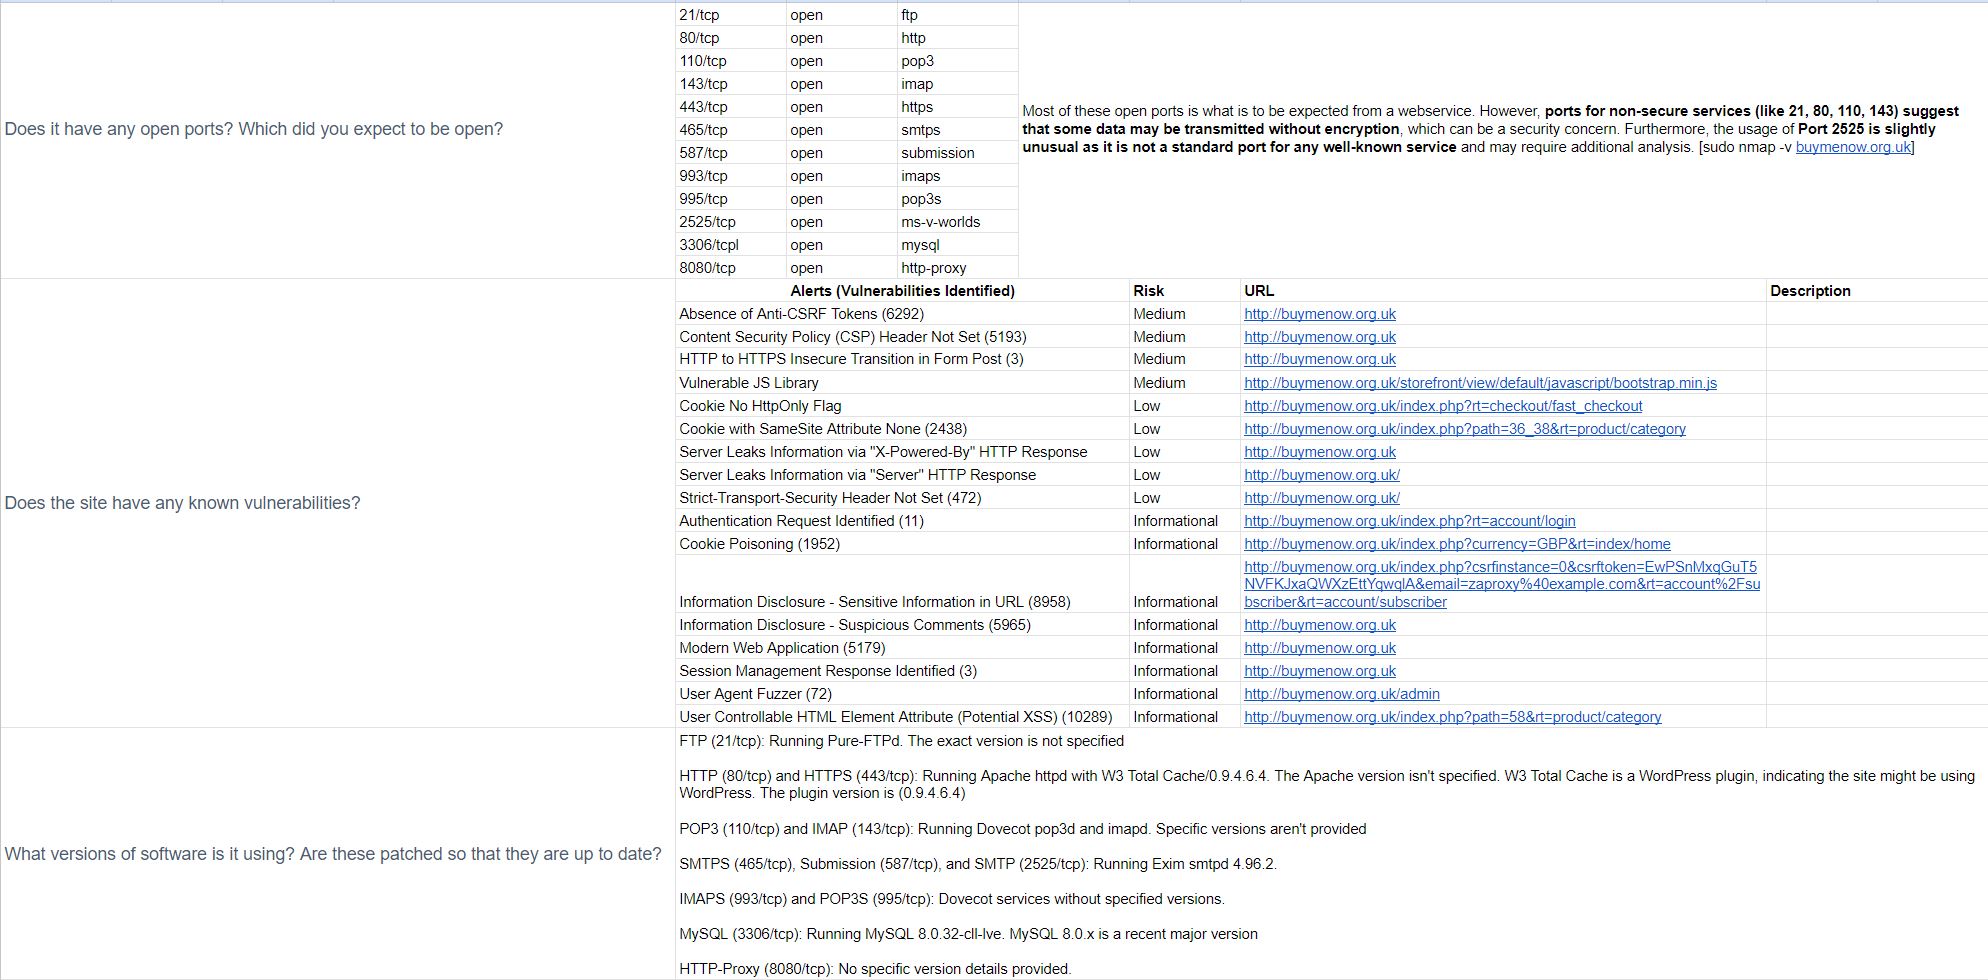 21/tcp open ftp
80/tcp open http
110/tcp open pop3
143/tcp open imap
443/tcp open https
465/tcp open smtps
587/tcp open submission
993/tcp open imaps
995/tcp open pop3s
2525/tcp open ms-v-worlds
3306/tcpl open mysql
8080/tcp open http-proxy
Does it have any open ports? Which did you expect to be open?
Most of these open ports is what is to be expected from a webservice. However, ports for non-secure services (like 21, 80, 110, 143) suggest
that some data may be transmitted without encryption, which can be a security concern. Furthermore, the usage of Port 2525 is slightly
unusual as it is not a standard port for any well-known service and may require additional analysis. [sudo nmap -v buymenow.org.uk]
Does the site have any known vulnerabilities?
Alerts (Vulnerabilities Identified) Risk URL Description
Absence of Anti-CSRF Tokens (6292) Medium http://buymenow.org.uk
Content Security Policy (CSP) Header Not Set (5193) Medium http://buymenow.org.uk
HTTP to HTTPS Insecure Transition in Form Post (3) Medium http://buymenow.org.uk
Vulnerable JS Library Medium http://buymenow.org.uk/storefront/view/default/javascript/bootstrap.min.js
Cookie No HttpOnly Flag Low http://buymenow.org.uk/index.php?rt=checkout/fast_checkout
Cookie with SameSite Attribute None (2438) Low http://buymenow.org.uk/index.php?path=36_38&rt=product/category
Server Leaks Information via "X-Powered-By" HTTP Response Low http://buymenow.org.uk
Server Leaks Information via "Server" HTTP Response Low http://buymenow.org.uk/
Strict-Transport-Security Header Not Set (472) Low http://buymenow.org.uk/
Authentication Request Identified (11) Informational http://buymenow.org.uk/index.php?rt=account/login
Cookie Poisoning (1952) Informational http://buymenow.org.uk/index.php?currency=GBP&rt=index/home
http://buymenow.org.uk/index.php?csrfinstance=0&csrftoken=EwPSnMxqGuT5
NVFKJxaQWXzEttYqwqlA&email=zaproxy%40example.com&rt=account%2Fsu
Information Disclosure - Sensitive Information in URL (8958) Informational bscriber&rt=account/subscriber
Information Disclosure - Suspicious Comments (5965) Informational http://buymenow.org.uk
Modern Web Application (5179) Informational http://buymenow.org.uk
Session Management Response Identified (3) Informational http://buymenow.org.uk
User Agent Fuzzer (72) Informational http://buymenow.org.uk/admin
User Controllable HTML Element Attribute (Potential XSS) (10289) Informational http://buymenow.org.uk/index.php?path=58&rt=product/category
What versions of software is it using? Are these patched so that they are up to date?
FTP (21/tcp): Running Pure-FTPd. The exact version is not specified
HTTP (80/tcp) and HTTPS (443/tcp): Running Apache httpd with W3 Total Cache/0.9.4.6.4. The Apache version isn't specified. W3 Total Cache is a WordPress plugin, indicating the site might be using
WordPress. The plugin version is (0.9.4.6.4)
POP3 (110/tcp) and IMAP (143/tcp): Running Dovecot pop3d and imapd. Specific versions aren't provided
SMTPS (465/tcp), Submission (587/tcp), and SMTP (2525/tcp): Running Exim smtpd 4.96.2.
IMAPS (993/tcp) and POP3S (995/tcp): Dovecot services without specified versions.
MySQL (3306/tcp): Running MySQL 8.0.32-cll-lve. MySQL 8.0.x is a recent major version
HTTP-Proxy (8080/tcp): No specific version details provided.